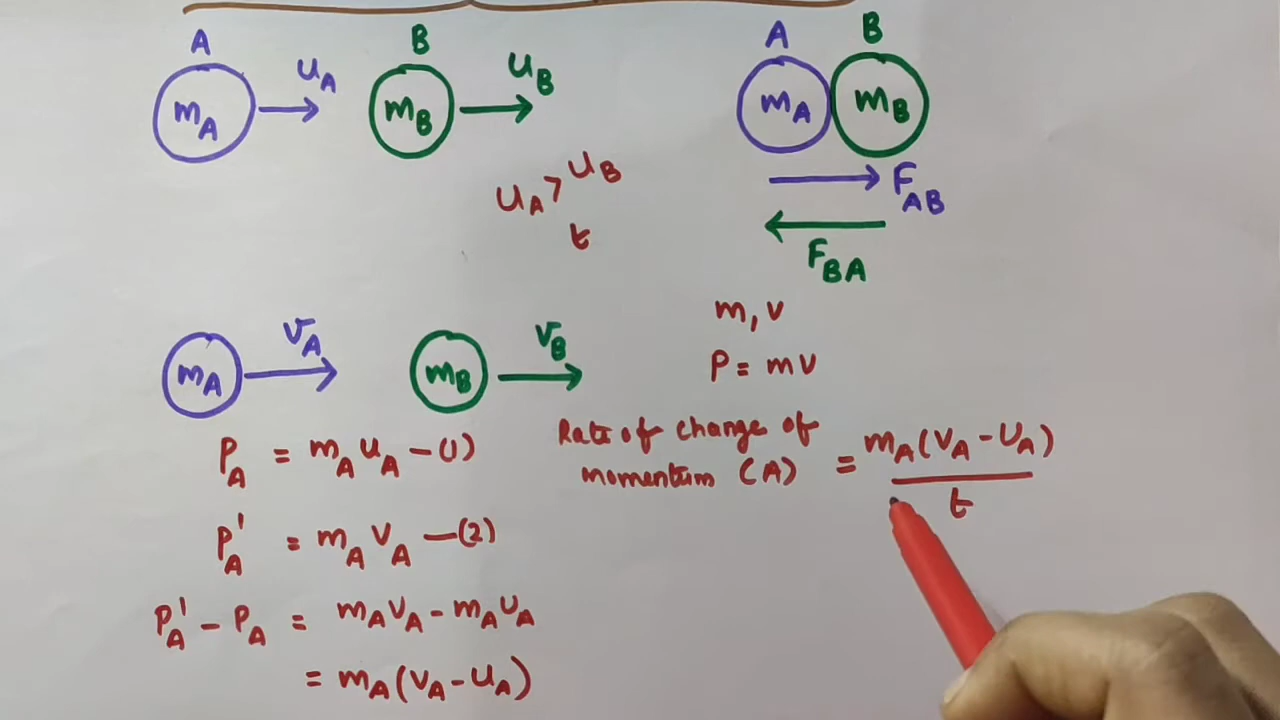 A B A B
m_A u_A m_B u_B m_A m_B
u_A > u_B
t
F_AB
F_BA
m_A v_A m_B v_B
m, v
P = mv
P_A = m_A u_A — (1)
Rate of change of
momentum (A) = m_A (v_A - u_A) / t
P_A' = m_A v_A — (2)
P_A' - P_A = m_A v_A - m_A u_A
= m_A (v_A - u_A)